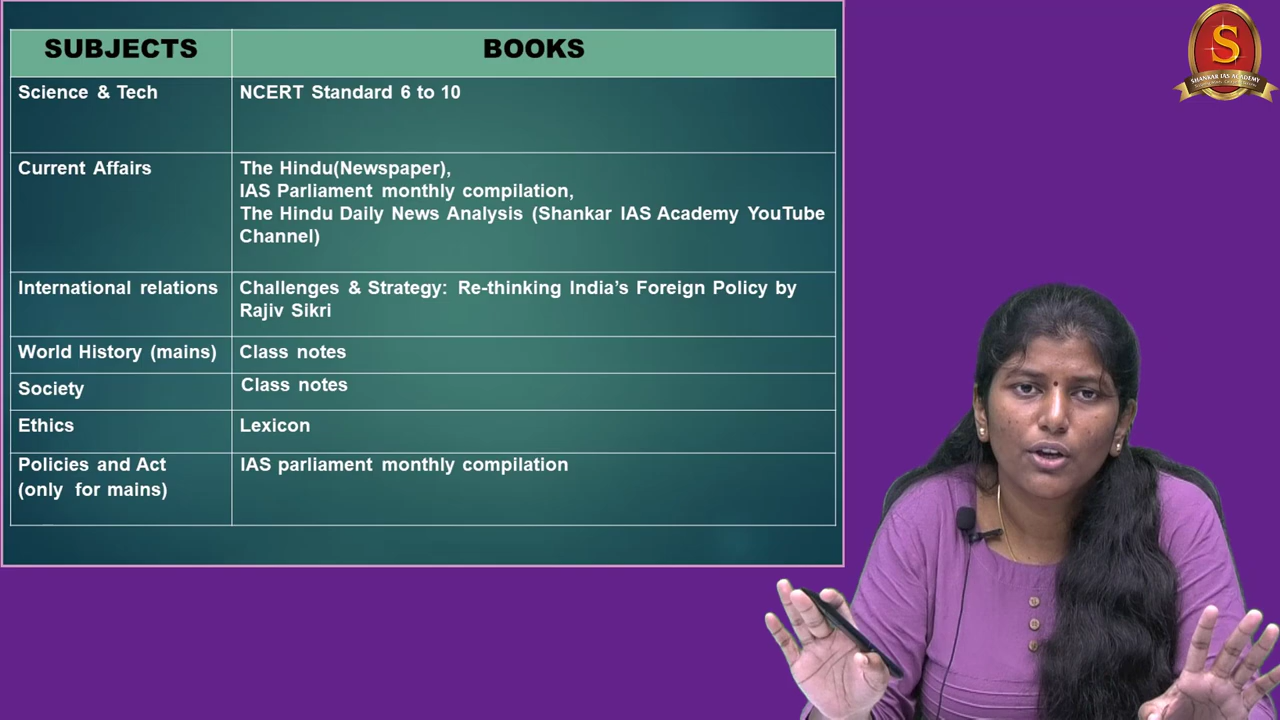 SUBJECTS
BOOKS
Science & Tech
NCERT Standard 6 to 10
Current Affairs
The Hindu(Newspaper),
IAS Parliament monthly compilation,
The Hindu Daily News Analysis (Shankar IAS Academy YouTube
Channel)
International relations
Challenges & Strategy: Re-thinking India’s Foreign Policy by
Rajiv Sikri
World History (mains)
Class notes
Society
Class notes
Ethics
Lexicon
Policies and Act
(only for mains)
IAS parliament monthly compilation
S
SHANKAR IAS ACADEMY